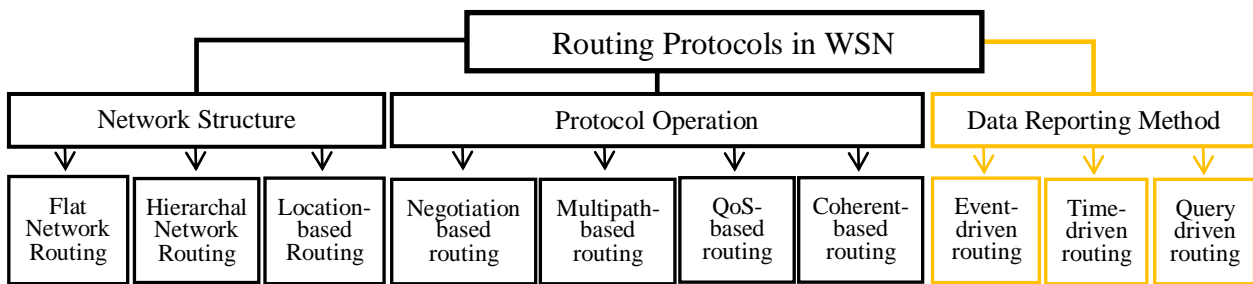 Routing Protocols in WSN
Network Structure
Protocol Operation
Data Reporting Method
Flat
Network
Routing
Hierarchal
Network
Routing
Location-
based
Routing
Negotiation
based
routing
Multipath-
based
routing
QoS-
based
routing
Coherent-
based
routing
Event-
driven
routing
Time-
driven
routing
Query
driven
routing